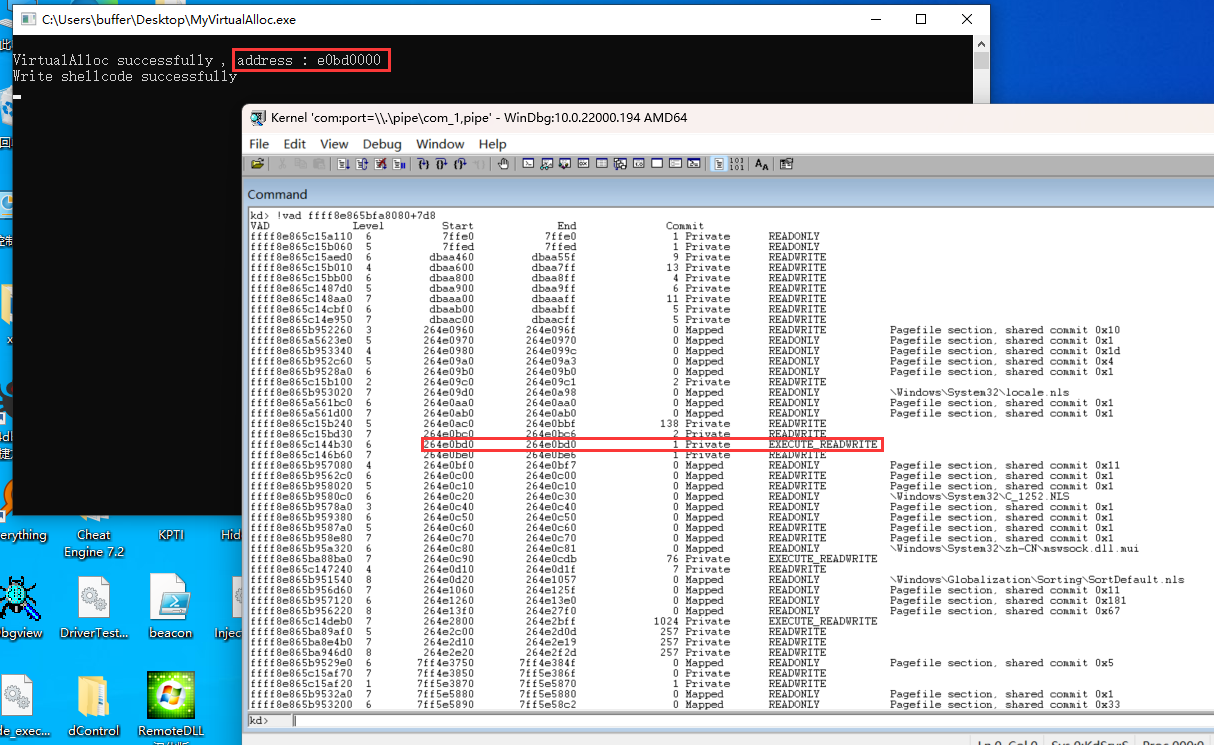 C:\Users\buffer\Desktop\MyVirtualAlloc.exe
VirtualAlloc successfully , address : e0bd0000
Write shellcode successfully
Kernel 'com:port=\\.\pipe\com_1,pipe' - WinDbg:10.0.22000.194 AMD64
File Edit View Debug Window Help
Command
kd> !vad ffff8e865bfa8080+7d8
VAD Level Start End Commit
ffff8e865c15a110 6 7ffe0 7ffe0 1 Private READONLY
ffff8e865c15b060 5 7ffed 7ffed 1 Private READONLY
ffff8e865c15aed0 6 dbaa460 dbaa55f 9 Private READWRITE
ffff8e865c15b010 4 dbaa600 dbaa7ff 13 Private READWRITE
ffff8e865c15bb00 6 dbaa800 dbaa8ff 4 Private READWRITE
ffff8e865c1487d0 5 dbaa900 dbaa9ff 6 Private READWRITE
ffff8e865c148aa0 7 dbaaa00 dbaaaff 11 Private READWRITE
ffff8e865c14cbf0 6 dbaab00 dbaabff 5 Private READWRITE
ffff8e865c14e950 7 dbaac00 dbaacff 5 Private READWRITE
ffff8e865b952260 3 264e0960 264e096f 0 Mapped READWRITE Pagefile section, shared commit 0x10
ffff8e865a5623e0 5 264e0970 264e0970 0 Mapped READONLY Pagefile section, shared commit 0x1
ffff8e865b953340 4 264e0980 264e099c 0 Mapped READONLY Pagefile section, shared commit 0x1d
ffff8e865b952c60 5 264e09a0 264e09a3 0 Mapped READONLY Pagefile section, shared commit 0x4
ffff8e865b9528a0 6 264e09b0 264e09b0 0 Mapped READONLY Pagefile section, shared commit 0x1
ffff8e865c15b100 2 264e09c0 264e09c1 2 Private READWRITE
ffff8e865b953020 7 264e09d0 264e0a98 0 Mapped READONLY \Windows\System32\locale.nls
ffff8e865a561bc0 6 264e0aa0 264e0aa0 0 Mapped READONLY Pagefile section, shared commit 0x1
ffff8e865a561d00 7 264e0ab0 264e0ab0 0 Mapped READONLY Pagefile section, shared commit 0x1
ffff8e865c15b240 5 264e0ac0 264e0bbf 138 Private READWRITE
ffff8e865c15bd30 7 264e0bc0 264e0bc6 2 Private READWRITE
ffff8e865c144b30 6 264e0bd0 264e0bd0 1 Private EXECUTE_READWRITE
ffff8e865c146b60 7 264e0be0 264e0be6 1 Private READWRITE
ffff8e865b957080 4 264e0bf0 264e0bf7 0 Mapped READONLY Pagefile section, shared commit 0x11
ffff8e865b9562c0 6 264e0c00 264e0c00 0 Mapped READWRITE Pagefile section, shared commit 0x1
ffff8e865b958020 5 264e0c10 264e0c10 0 Mapped READWRITE Pagefile section, shared commit 0x1
ffff8e865b9580c0 6 264e0c20 264e0c30 0 Mapped READONLY \Windows\System32\C_1252.NLS
ffff8e865b9578a0 3 264e0c40 264e0c40 0 Mapped READONLY Pagefile section, shared commit 0x1
ffff8e865b959380 6 264e0c50 264e0c50 0 Mapped READONLY Pagefile section, shared commit 0x1
ffff8e865b9587a0 5 264e0c60 264e0c60 0 Mapped READWRITE Pagefile section, shared commit 0x1
ffff8e865b958e80 7 264e0c70 264e0c70 0 Mapped READWRITE Pagefile section, shared commit 0x1
ffff8e865b95a320 6 264e0c80 264e0c81 0 Mapped READONLY \Windows\System32\zh-CN\mswsock.dll.mui
ffff8e865ba88ba0 7 264e0c90 264e0cdb 76 Private EXECUTE_READWRITE
ffff8e865c147240 4 264e0d10 264e0d1f 7 Private READWRITE
ffff8e865b951540 8 264e0d20 264e1057 0 Mapped READONLY \Windows\Globalization\Sorting\SortDefault.nls
ffff8e865b956d60 7 264e1060 264e125f 0 Mapped READONLY Pagefile section, shared commit 0x11
ffff8e865b957120 6 264e1260 264e13e0 0 Mapped READONLY Pagefile section, shared commit 0x181
ffff8e865b956220 8 264e13f0 264e27f0 0 Mapped READONLY Pagefile section, shared commit 0x67
ffff8e865c14deb0 7 264e2800 264e2bff 1024 Private EXECUTE_READWRITE
ffff8e865ba89af0 5 264e2c00 264e2d0d 257 Private READWRITE
ffff8e865ba8e4b0 7 264e2d10 264e2e19 257 Private READWRITE
ffff8e865ba946d0 8 264e2e20 264e2f2d 257 Private READWRITE
ffff8e865b9529e0 6 7ff4e3750 7ff4e384f 0 Mapped READONLY Pagefile section, shared commit 0x5
ffff8e865c15af70 7 7ff4e3850 7ff5e386f 0 Private READWRITE
ffff8e865c15af20 1 7ff5e3870 7ff5e5870 1 Private READWRITE
ffff8e865b9532a0 7 7ff5e5880 7ff5e5880 0 Mapped READONLY Pagefile section, shared commit 0x1
ffff8e865b953200 6 7ff5e5890 7ff5e58c2 0 Mapped READONLY Pagefile section, shared commit 0x33
kd>
erything
Cheat Engine 7.2
KPTI
Hid
bgview
DriverTest...
beacon
Injec
de_exec...
dControl
RemoteDLL